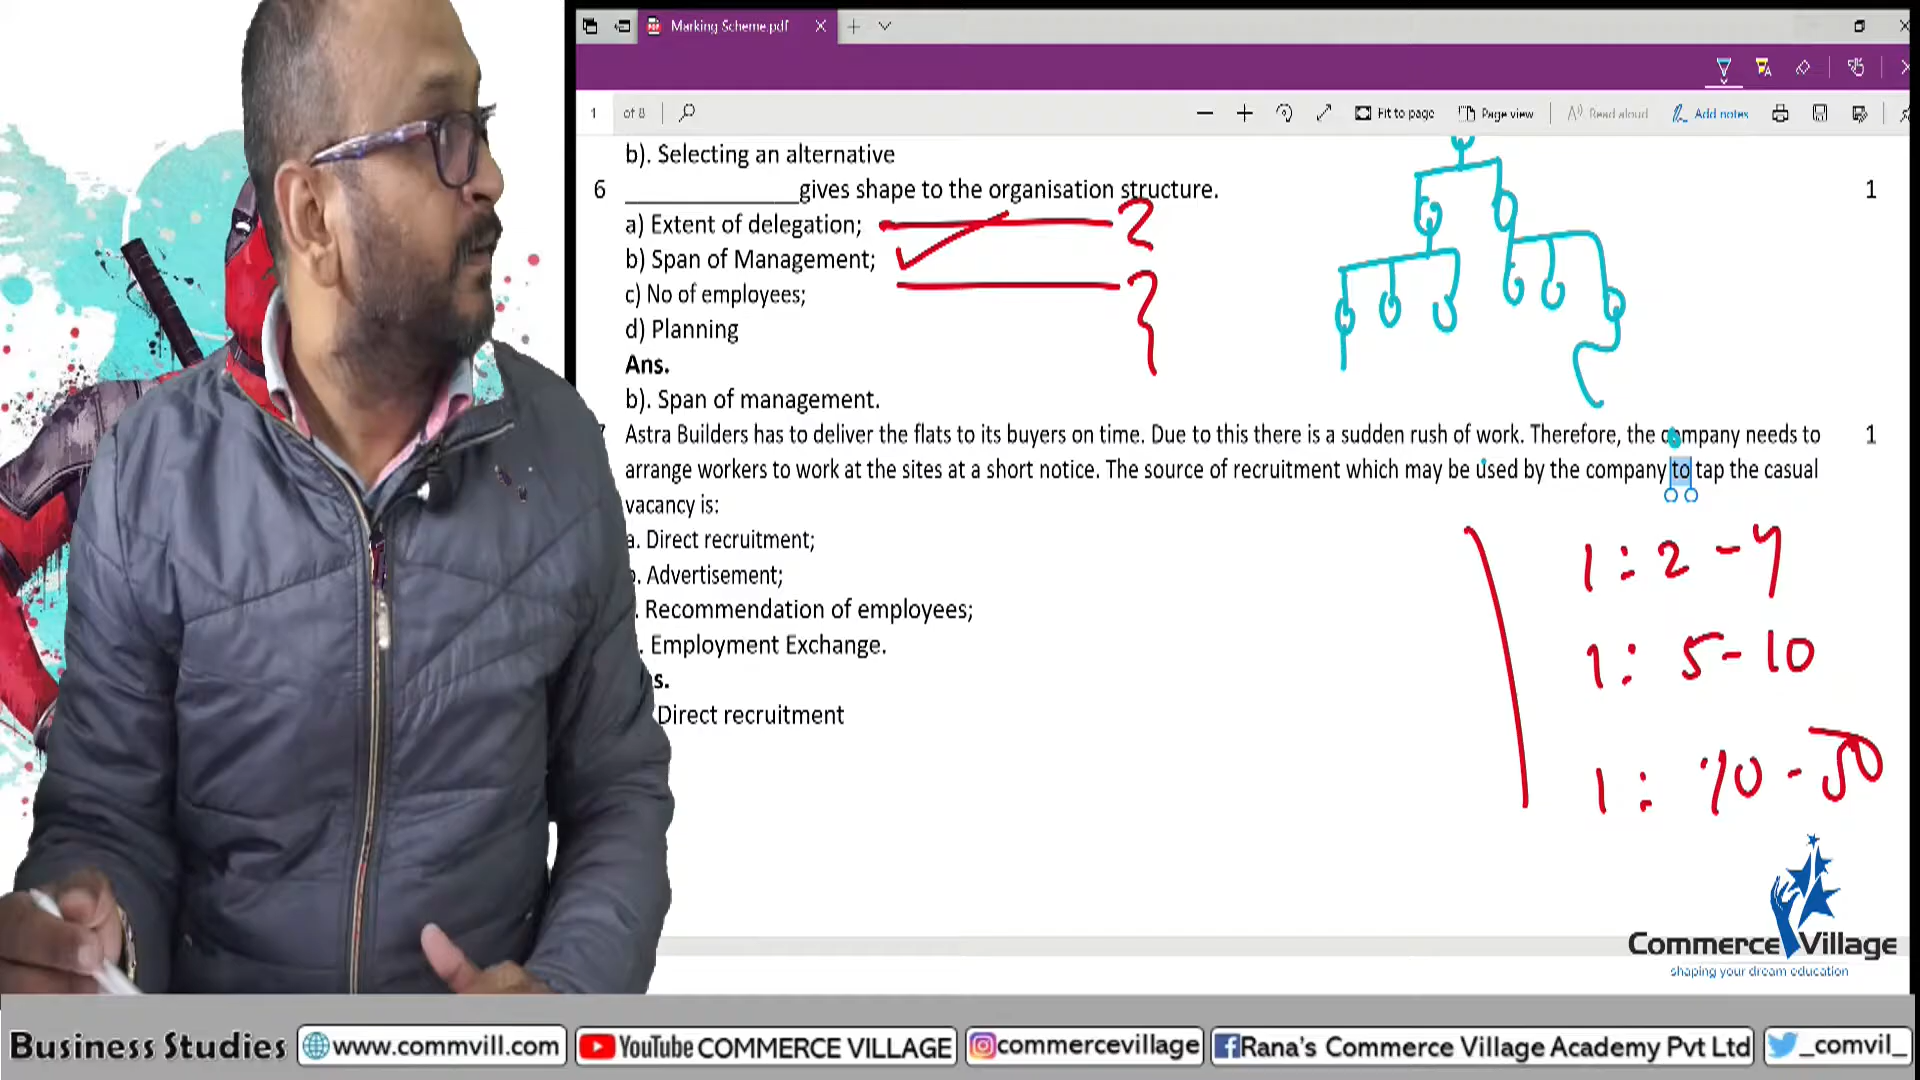 Marking Scheme.pdf
1 of 8
Fit to page
Page view
Read aloud
Add notes
b). Selecting an alternative
6 _____________gives shape to the organisation structure. 1
a) Extent of delegation;
b) Span of Management;
c) No of employees;
d) Planning
Ans.
b). Span of management.
Astra Builders has to deliver the flats to its buyers on time. Due to this there is a sudden rush of work. Therefore, the company needs to 1
arrange workers to work at the sites at a short notice. The source of recruitment which may be used by the company to tap the casual
vacancy is:
a. Direct recruitment;
. Advertisement;
. Recommendation of employees;
. Employment Exchange.
s.
Direct recruitment
1 : 2 - 4
1 : 5 - 10
1 : 10 - 50
Commerce Village
shaping your dream education
Business Studies
www.commvill.com
YouTube COMMERCE VILLAGE
commercevillage
Rana's Commerce Village Academy Pvt Ltd
_comvil_